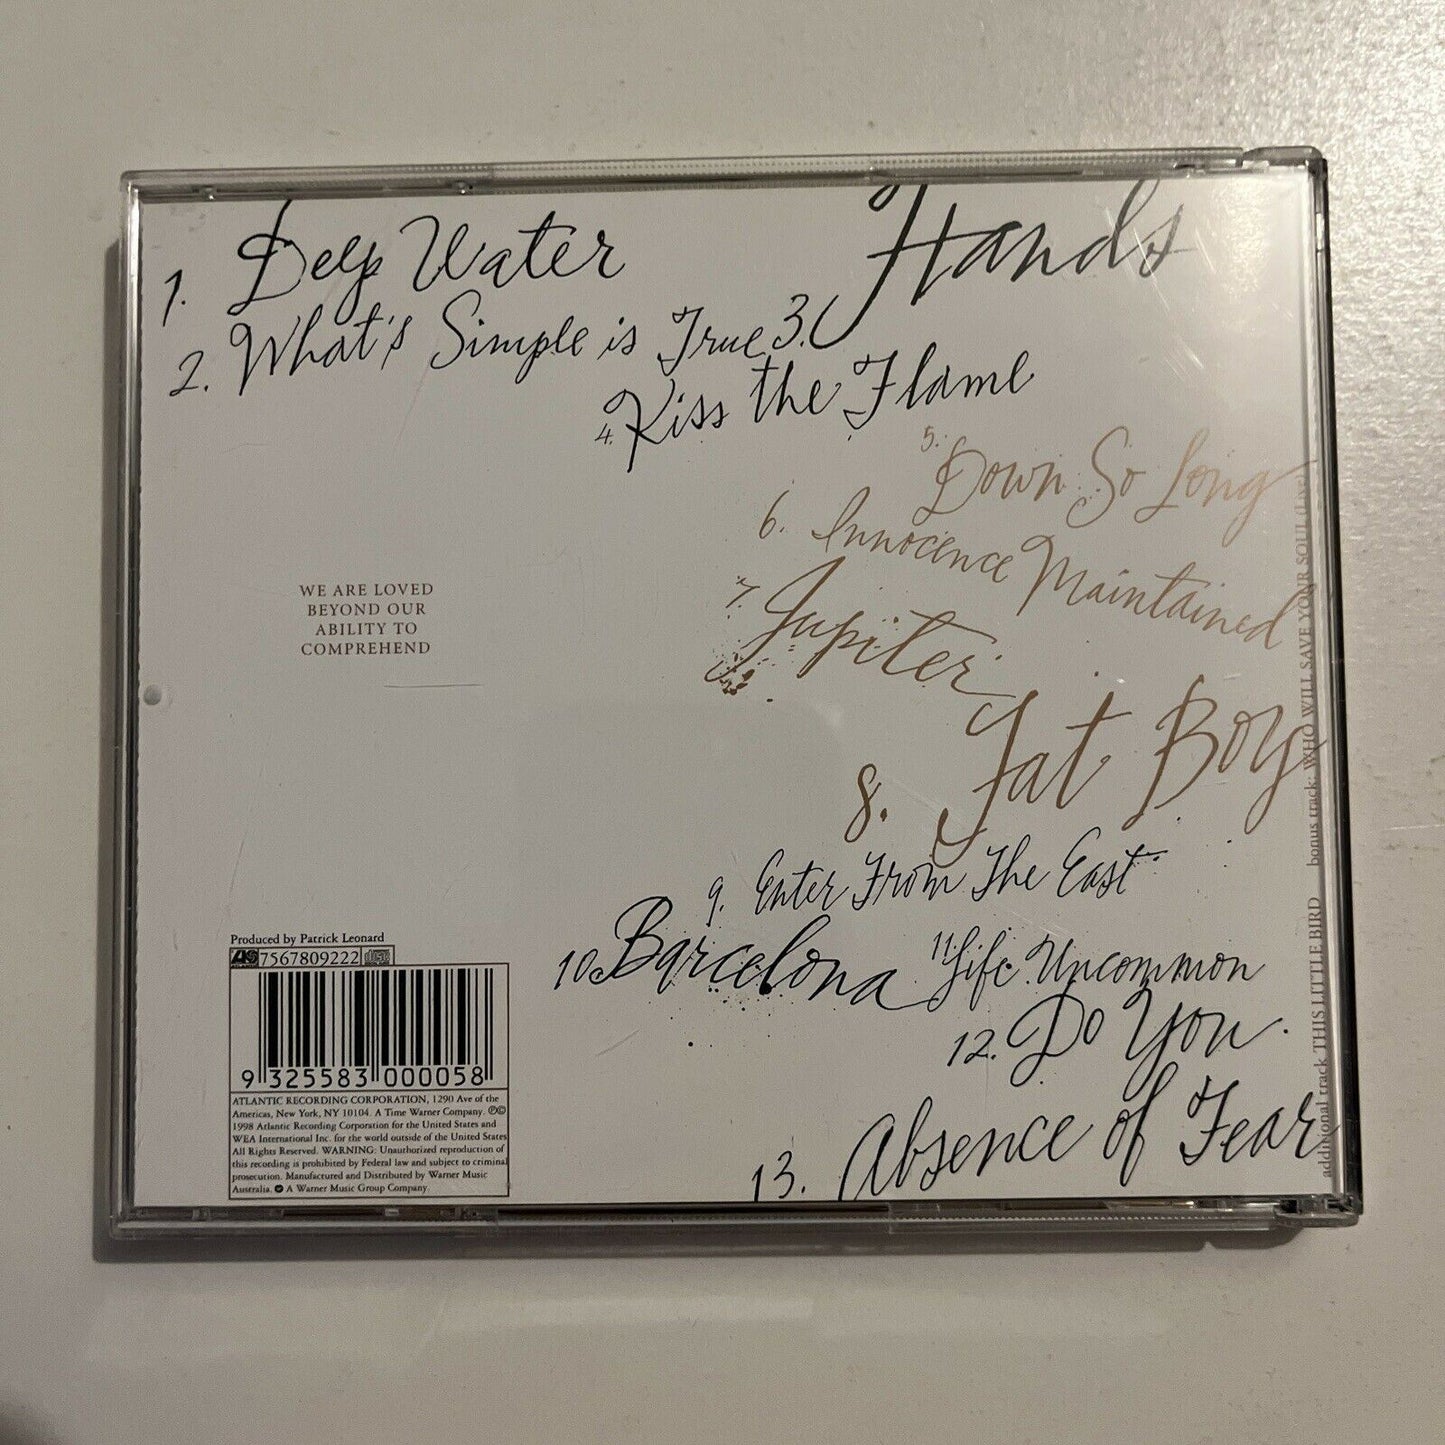 1. Deep Water
2. What's Simple is True
3. Hands
4. Kiss the Flame
5. Down So Long
6. Innocence Maintained
7. Jupiter
8. Fat Boy
9. Enter From The East
10. Barcelona
11. Life Uncommon
12. Do You
13. Absence of Fear
WE ARE LOVED
BEYOND OUR
ABILITY TO
COMPREHEND
Produced by Patrick Leonard
7567809222
9 325583 000058
ATLANTIC RECORDING CORPORATION, 1290 Ave of the
Americas, New York, NY 10104. A Time Warner Company. ℗©
1998 Atlantic Recording Corporation for the United States and
WEA International Inc. for the world outside of the United States
All Rights Reserved. WARNING: Unauthorized reproduction of
this recording is prohibited by Federal law and subject to criminal
prosecution. Manufactured and Distributed by Warner Music
Australia. A Warner Music Group Company.
additional track THIS LITTLE BIRD bonus track: WHO WILL SAVE YOUR SOUL (LIVE)